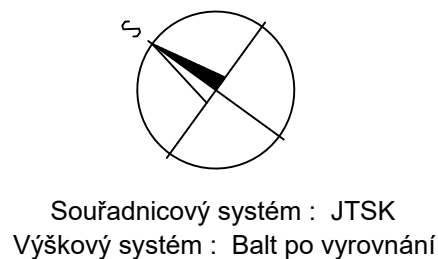 S
Souřadnicový systém : JTSK
Výškový systém : Balt po vyrovnání